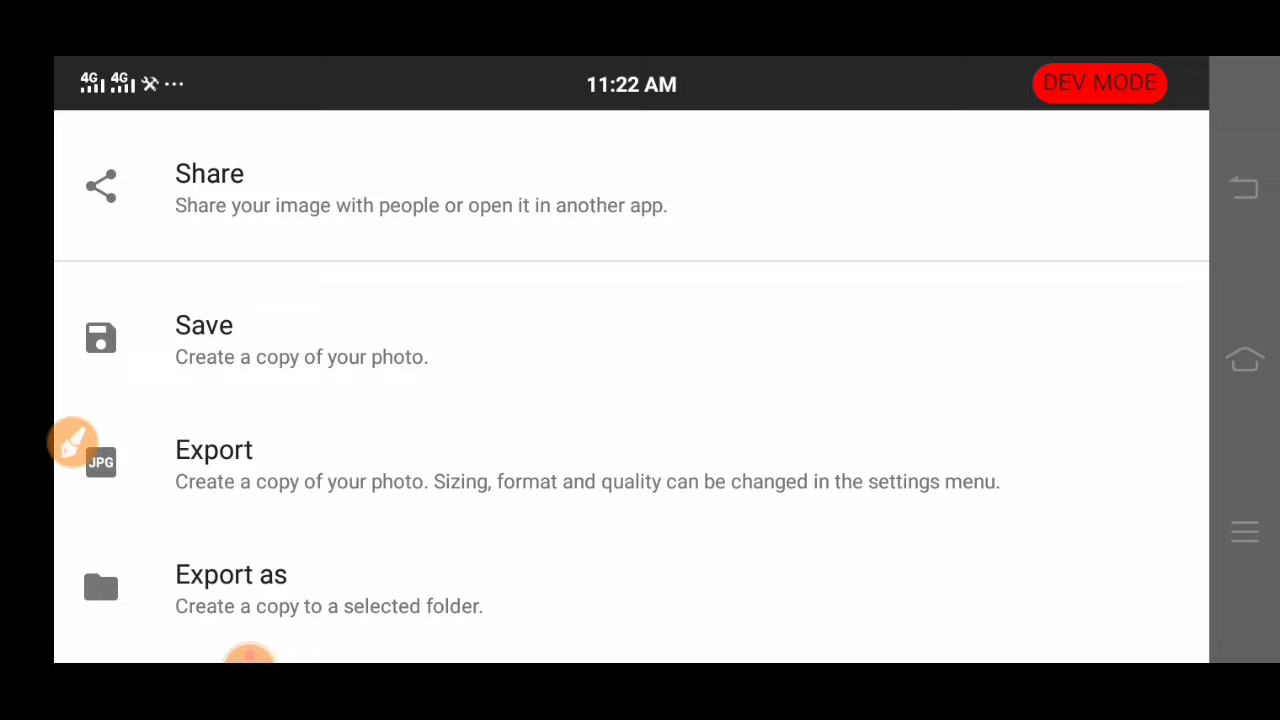 4G 4G
11:22 AM
DEV MODE
Share
Share your image with people or open it in another app.
Save
Create a copy of your photo.
JPG
Export
Create a copy of your photo. Sizing, format and quality can be changed in the settings menu.
Export as
Create a copy to a selected folder.